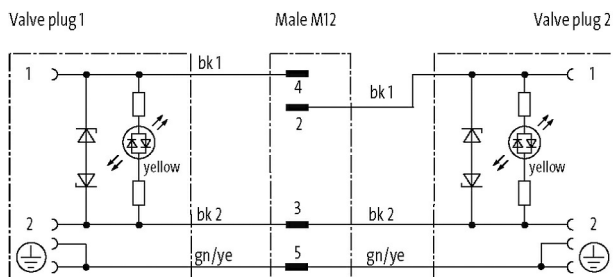 Valve plug 1
Male M12
Valve plug 2
1
bk 1
4
bk 1
1
2
yellow
yellow
2
bk 2
3
bk 2
2
gn/ye
5
gn/ye